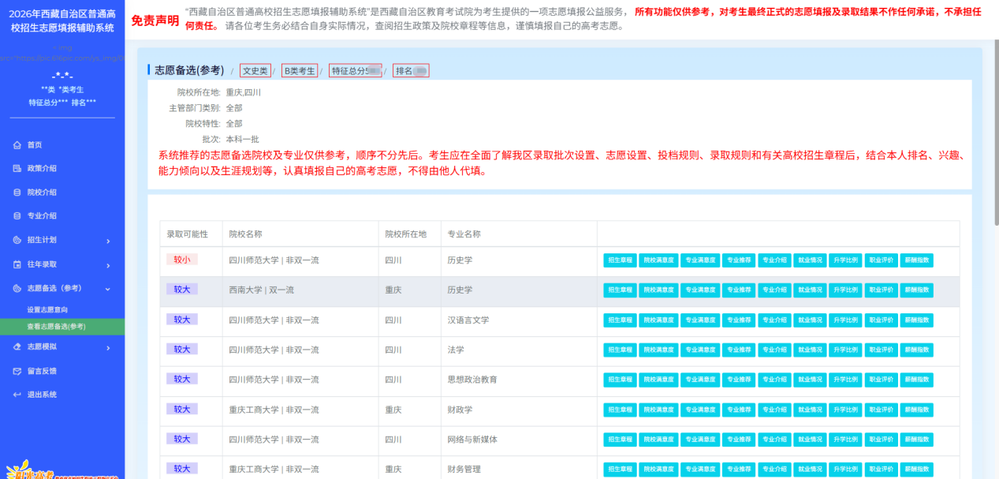 2026年西藏自治区普通高
校招生志愿填报辅助系统
_*_*_
**类 *类考生
特征总分*** 排名***
首页
政策介绍
院校介绍
专业介绍
招生计划
往年录取
志愿备选（参考）
设置志愿意向
查看志愿备选(参考)
志愿模拟
留言反馈
退出系统
免责声明
"西藏自治区普通高校招生志愿填报辅助系统"是西藏自治区教育考试院为考生提供的一项志愿填报公益服务，所有功能仅供参考，对考生最终正式的志愿填报及录取结果不作任何承诺，不承担任
何责任。请各位考生务必结合自身实际情况，查阅招生政策及院校章程等信息，谨慎填报自己的高考志愿。
志愿备选(参考) / 文史类 / B类考生 / 特征总分5 / 排名
院校所在地: 重庆,四川
主管部门类别: 全部
院校特性: 全部
批次: 本科一批
系统推荐的志愿备选院校及专业仅供参考，顺序不分先后。考生应在全面了解我区录取批次设置、志愿设置、投档规则、录取规则和有关高校招生章程后，结合本人排名、兴趣、
能力倾向以及生涯规划等，认真填报自己的高考志愿，不得由他人代填。
录取可能性 院校名称 院校所在地 专业名称
较小 四川师范大学 | 非双一流 四川 历史学 招生章程 院校满意度 专业满意度 专业推荐 专业介绍 就业情况 升学比例 职业评价 薪酬指数
较大 西南大学 | 双一流 重庆 历史学 招生章程 院校满意度 专业满意度 专业推荐 专业介绍 就业情况 升学比例 职业评价 薪酬指数
较大 四川师范大学 | 非双一流 四川 汉语言文学 招生章程 院校满意度 专业满意度 专业推荐 专业介绍 就业情况 升学比例 职业评价 薪酬指数
较大 四川师范大学 | 非双一流 四川 法学 招生章程 院校满意度 专业满意度 专业推荐 专业介绍 就业情况 升学比例 职业评价 薪酬指数
较大 四川师范大学 | 非双一流 四川 思想政治教育 招生章程 院校满意度 专业满意度 专业推荐 专业介绍 就业情况 升学比例 职业评价 薪酬指数
较大 重庆工商大学 | 非双一流 重庆 财政学 招生章程 院校满意度 专业满意度 专业推荐 专业介绍 就业情况 升学比例 职业评价 薪酬指数
较大 四川师范大学 | 非双一流 四川 网络与新媒体 招生章程 院校满意度 专业满意度 专业推荐 专业介绍 就业情况 升学比例 职业评价 薪酬指数
较大 重庆工商大学 | 非双一流 重庆 财务管理 招生章程 院校满意度 专业满意度 专业推荐 专业介绍 就业情况 升学比例 职业评价 薪酬指数